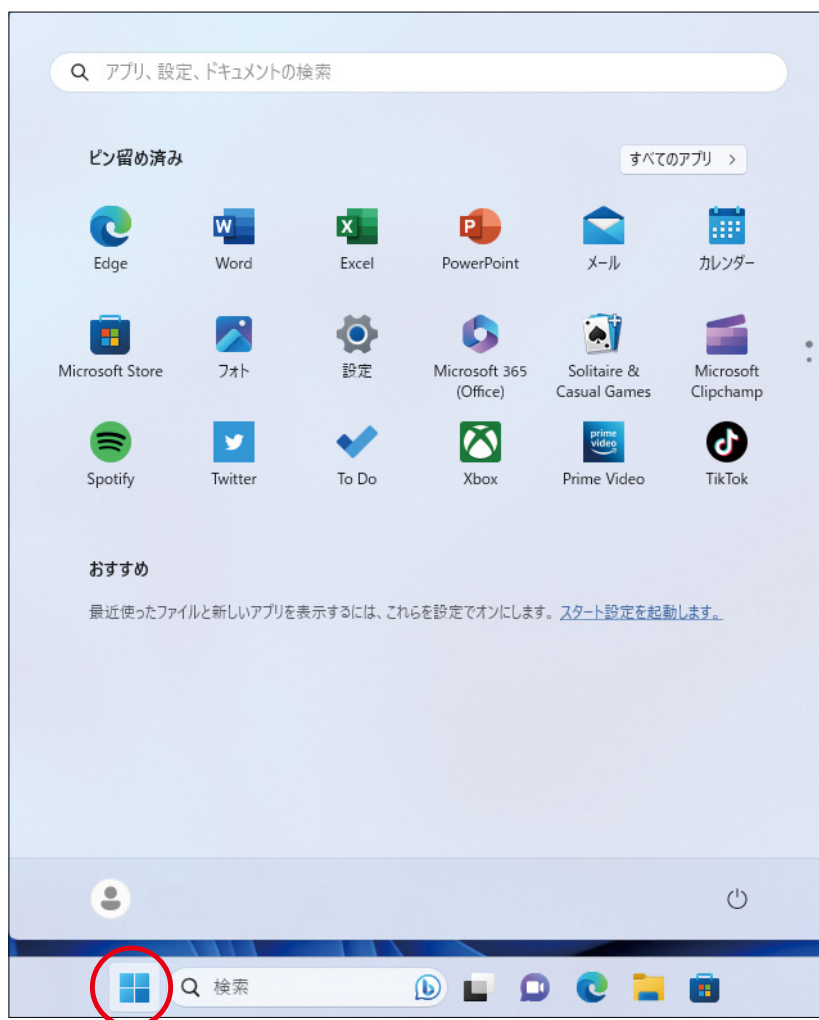 アプリ、設定、ドキュメントの検索
ピン留め済み
すべてのアプリ >
Edge
Word
Excel
PowerPoint
メール
カレンダー
Microsoft Store
フォト
設定
Microsoft 365
(Office)
Solitaire &
Casual Games
Microsoft
Clipchamp
prime
video
Spotify
Twitter
To Do
Xbox
Prime Video
TikTok
おすすめ
最近使ったファイルと新しいアプリを表示するには、これらを設定でオンにします。スタート設定を起動します。
検索